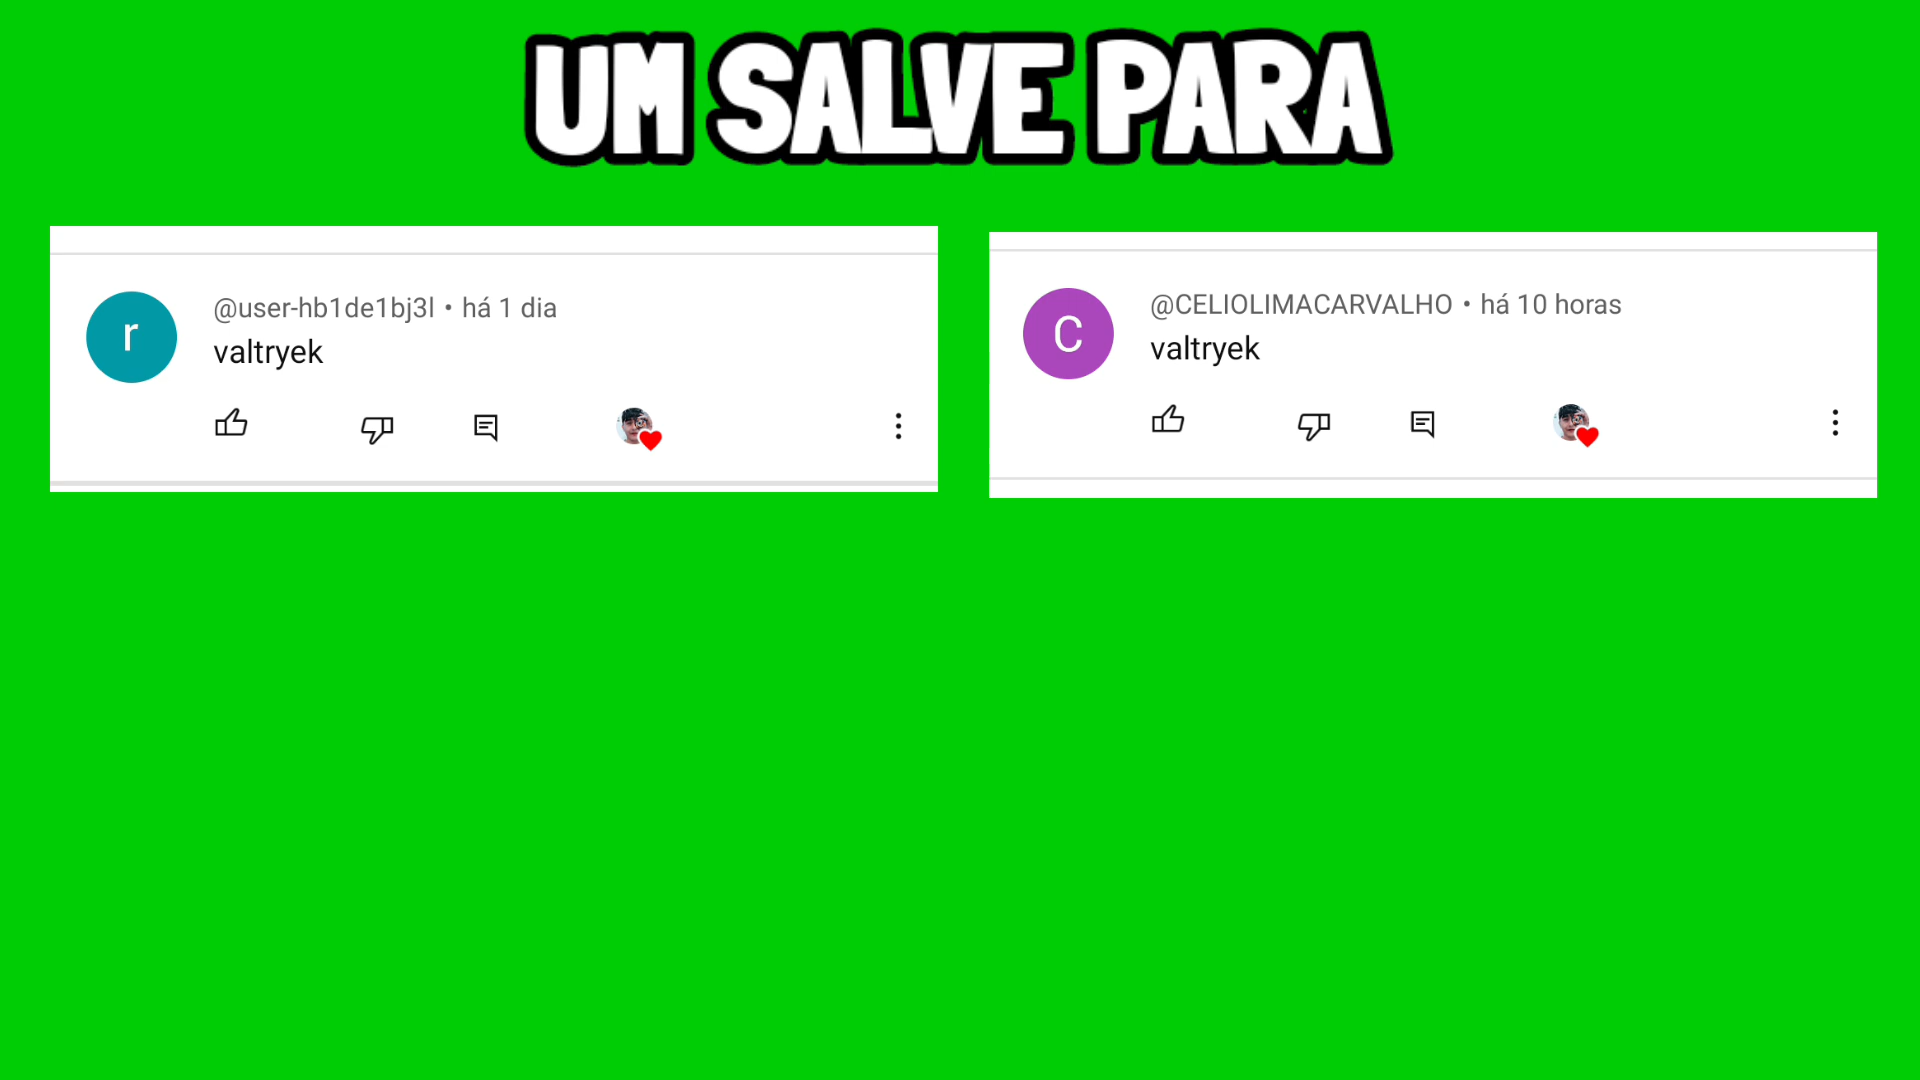 UM SALVE PARA
r
@user-hb1de1bj3l • há 1 dia
valtryek
C
@CELIOLIMACARVALHO • há 10 horas
valtryek